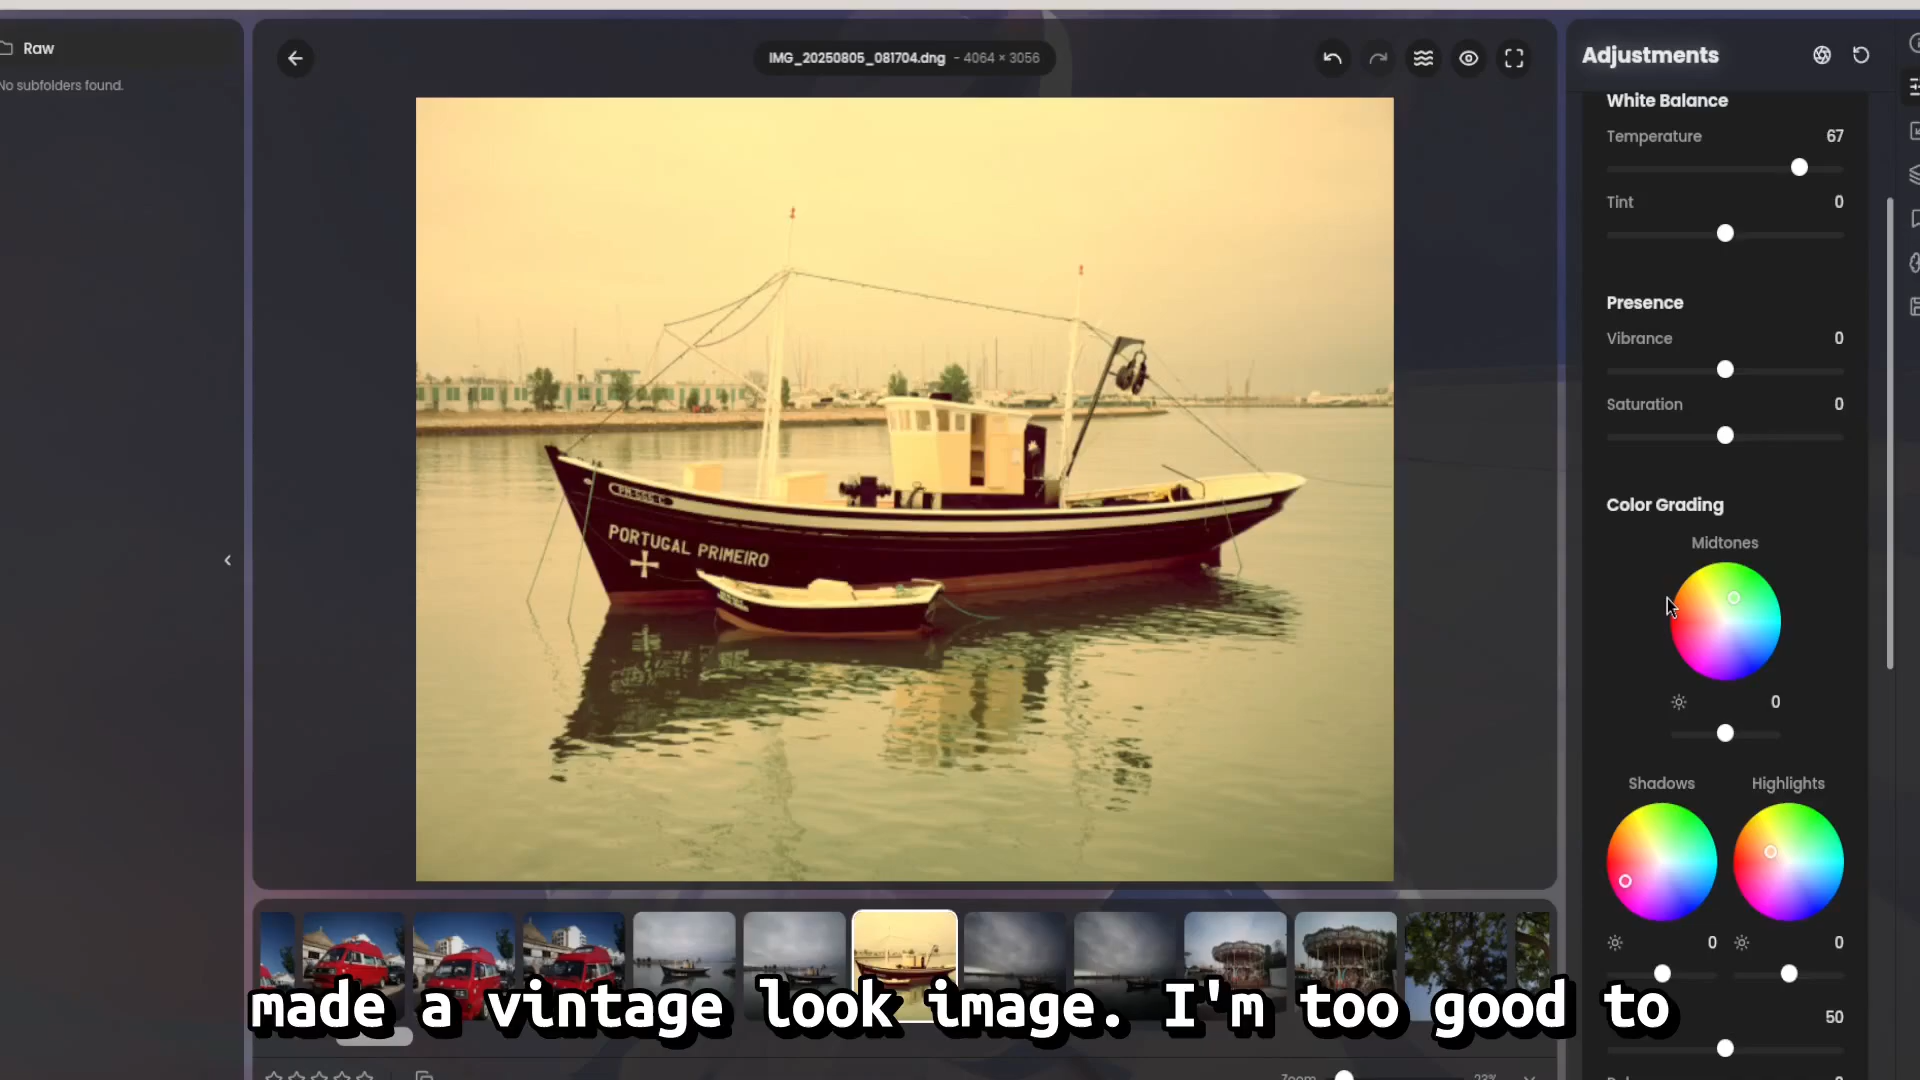 Raw
No subfolders found.
IMG_20250805_081704.dng - 4064 × 3056
Adjustments
White Balance
Temperature 67
Tint 0
Presence
Vibrance 0
Saturation 0
Color Grading
Midtones
0
Shadows Highlights
0 0
50
PORTUGAL PRIMEIRO
made a vintage look image. I'm too good to
Zoom 23%